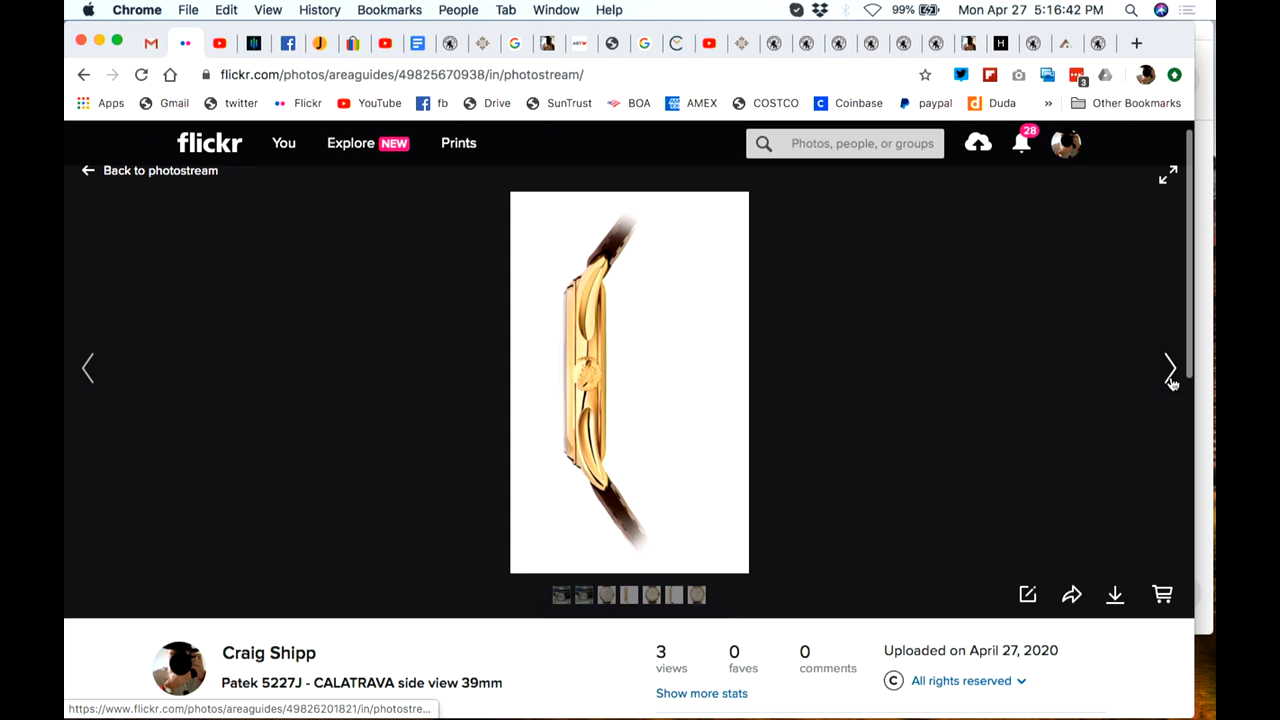 Chrome File Edit View History Bookmarks People Tab Window Help 99% Mon Apr 27 5:16:42 PM
flickr.com/photos/areaguides/49825670938/in/photostream/ 3
Apps Gmail twitter Flickr YouTube fb Drive SunTrust BOA AMEX COSTCO Coinbase paypal Duda » Other Bookmarks
flickr You Explore NEW Prints Photos, people, or groups 28
Back to photostream
Craig Shipp
Patek 5227J - CALATRAVA side view 39mm
3 views
0 faves
0 comments
Show more stats
Uploaded on April 27, 2020
All rights reserved
https://www.flickr.com/photos/areaguides/49826201821/in/photostre...